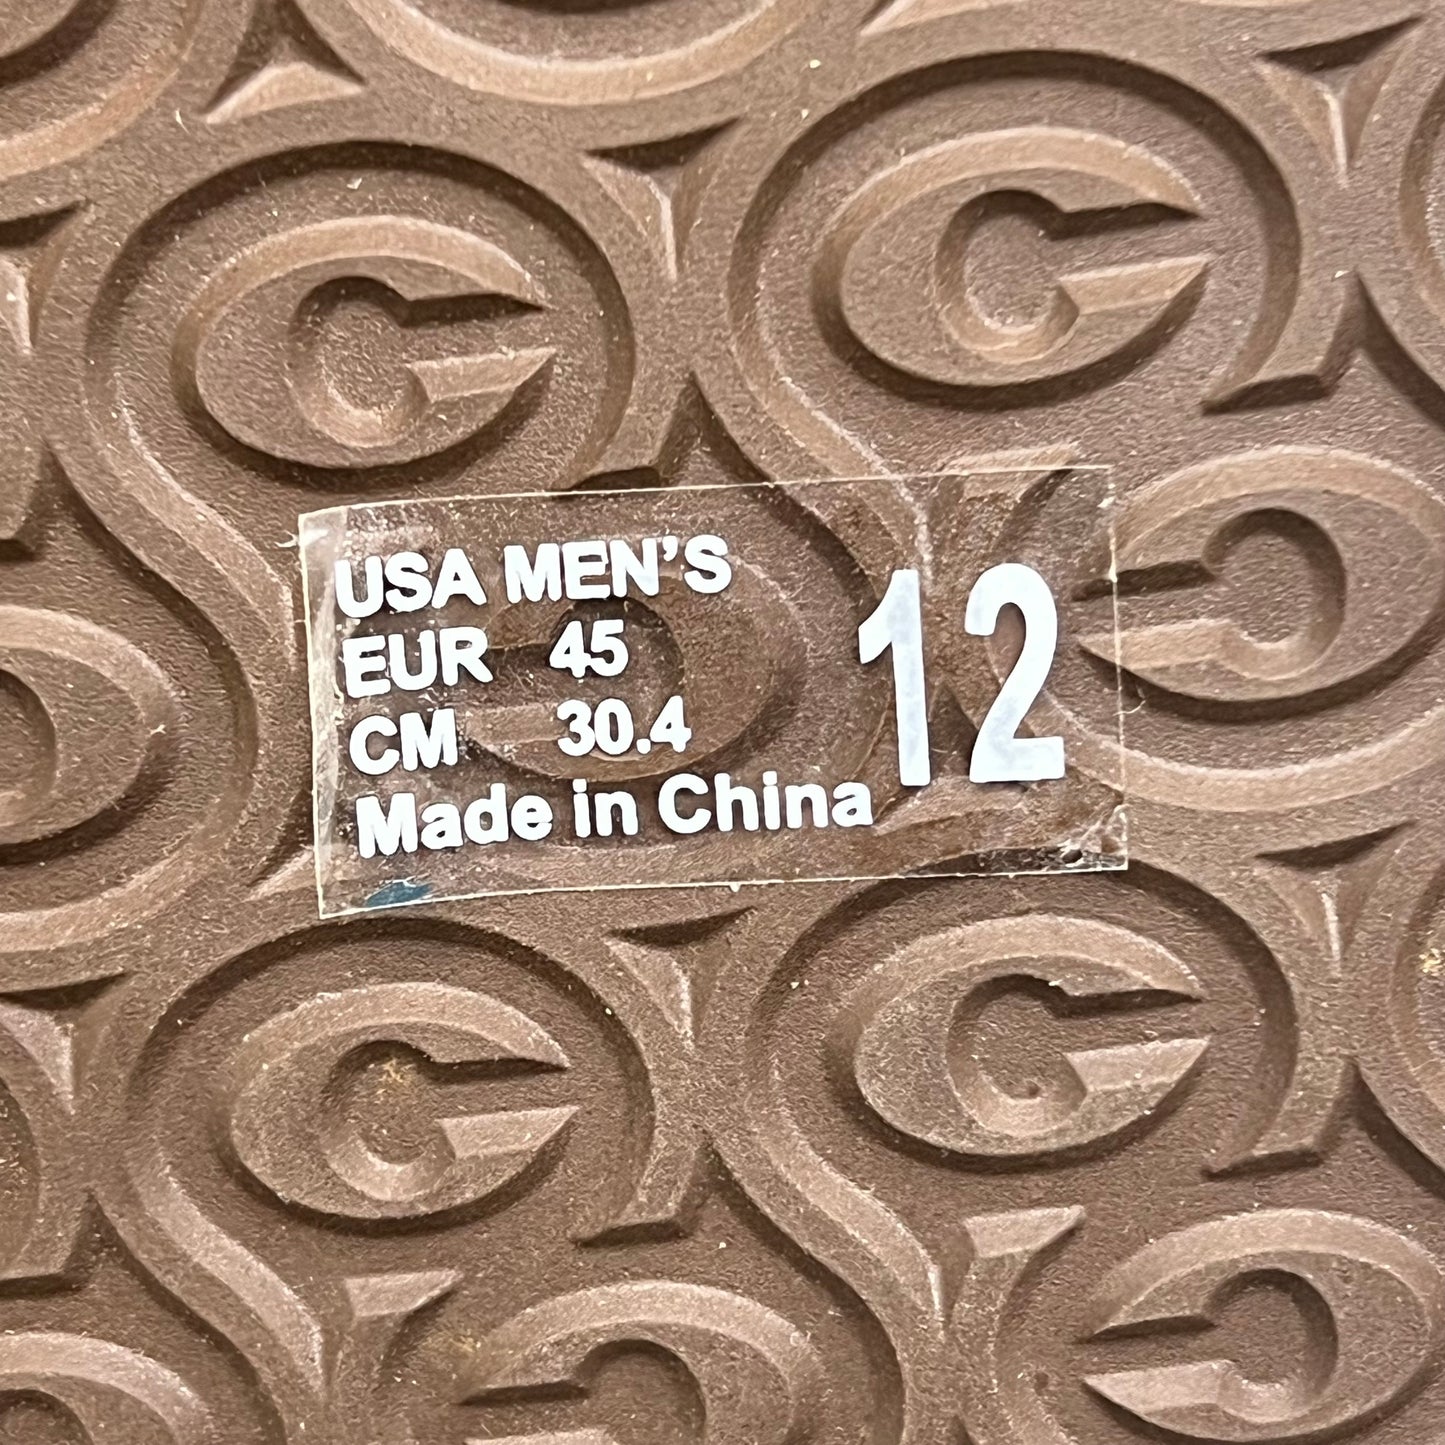 USA MEN'S 12
EUR 45
CM 30.4
Made in China